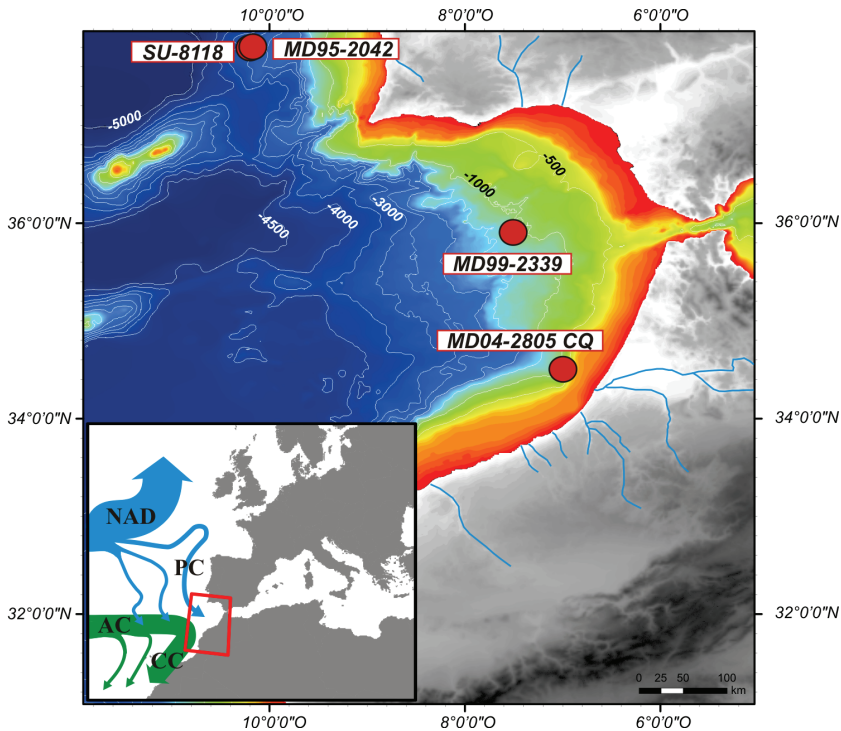 10°0'0"O 8°0'0"O 6°0'0"O
SU-8118 MD95-2042
-5000
-500
-1000
-3000
-4000
-4500
36°0'0"N 36°0'0"N
MD99-2339
MD04-2805 CQ
34°0'0"N 34°0'0"N
NAD
PC
AC
CC
32°0'0"N 32°0'0"N
0 25 50 100
km
10°0'0"O 8°0'0"O 6°0'0"O